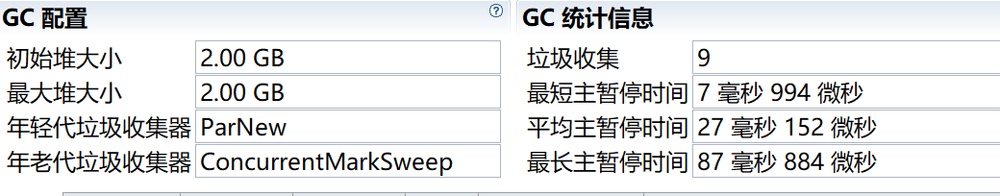 GC 配置
初始堆大小 2.00 GB
最大堆大小 2.00 GB
年轻代垃圾收集器 ParNew
年老代垃圾收集器 ConcurrentMarkSweep
GC 统计信息
垃圾收集 9
最短主暂停时间 7 毫秒 994 微秒
平均主暂停时间 27 毫秒 152 微秒
最长主暂停时间 87 毫秒 884 微秒